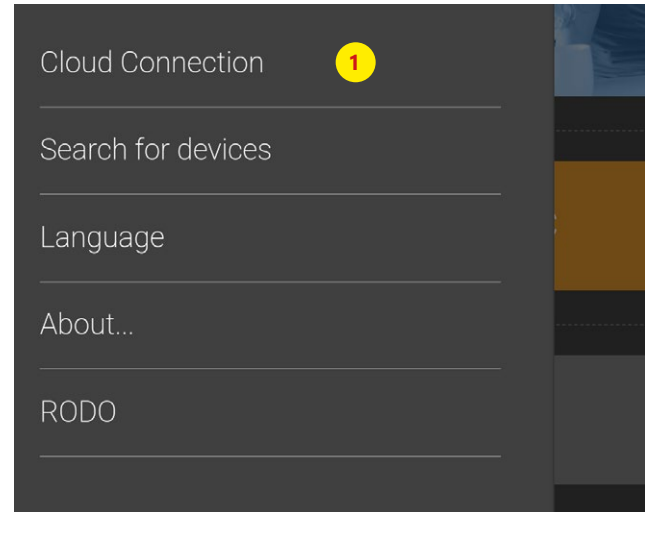 Cloud Connection 1
Search for devices
Language
About...
RODO